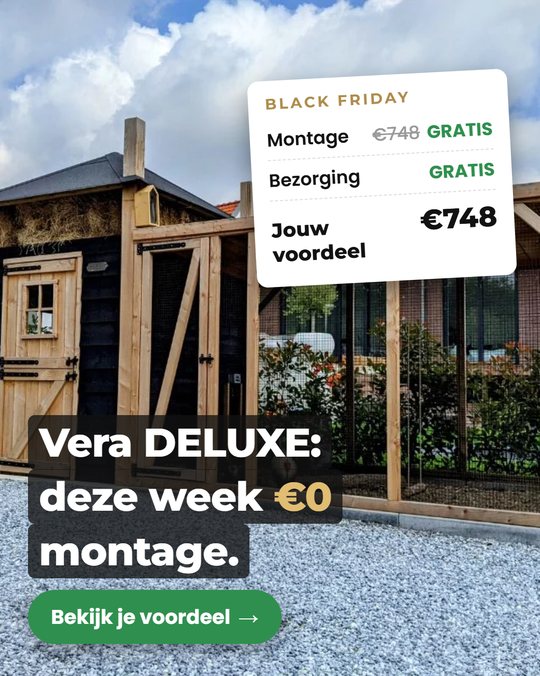 BLACK FRIDAY
Montage €748 GRATIS
Bezorging GRATIS
Jouw voordeel €748
Vera DELUXE:
deze week €0
montage.
Bekijk je voordeel →